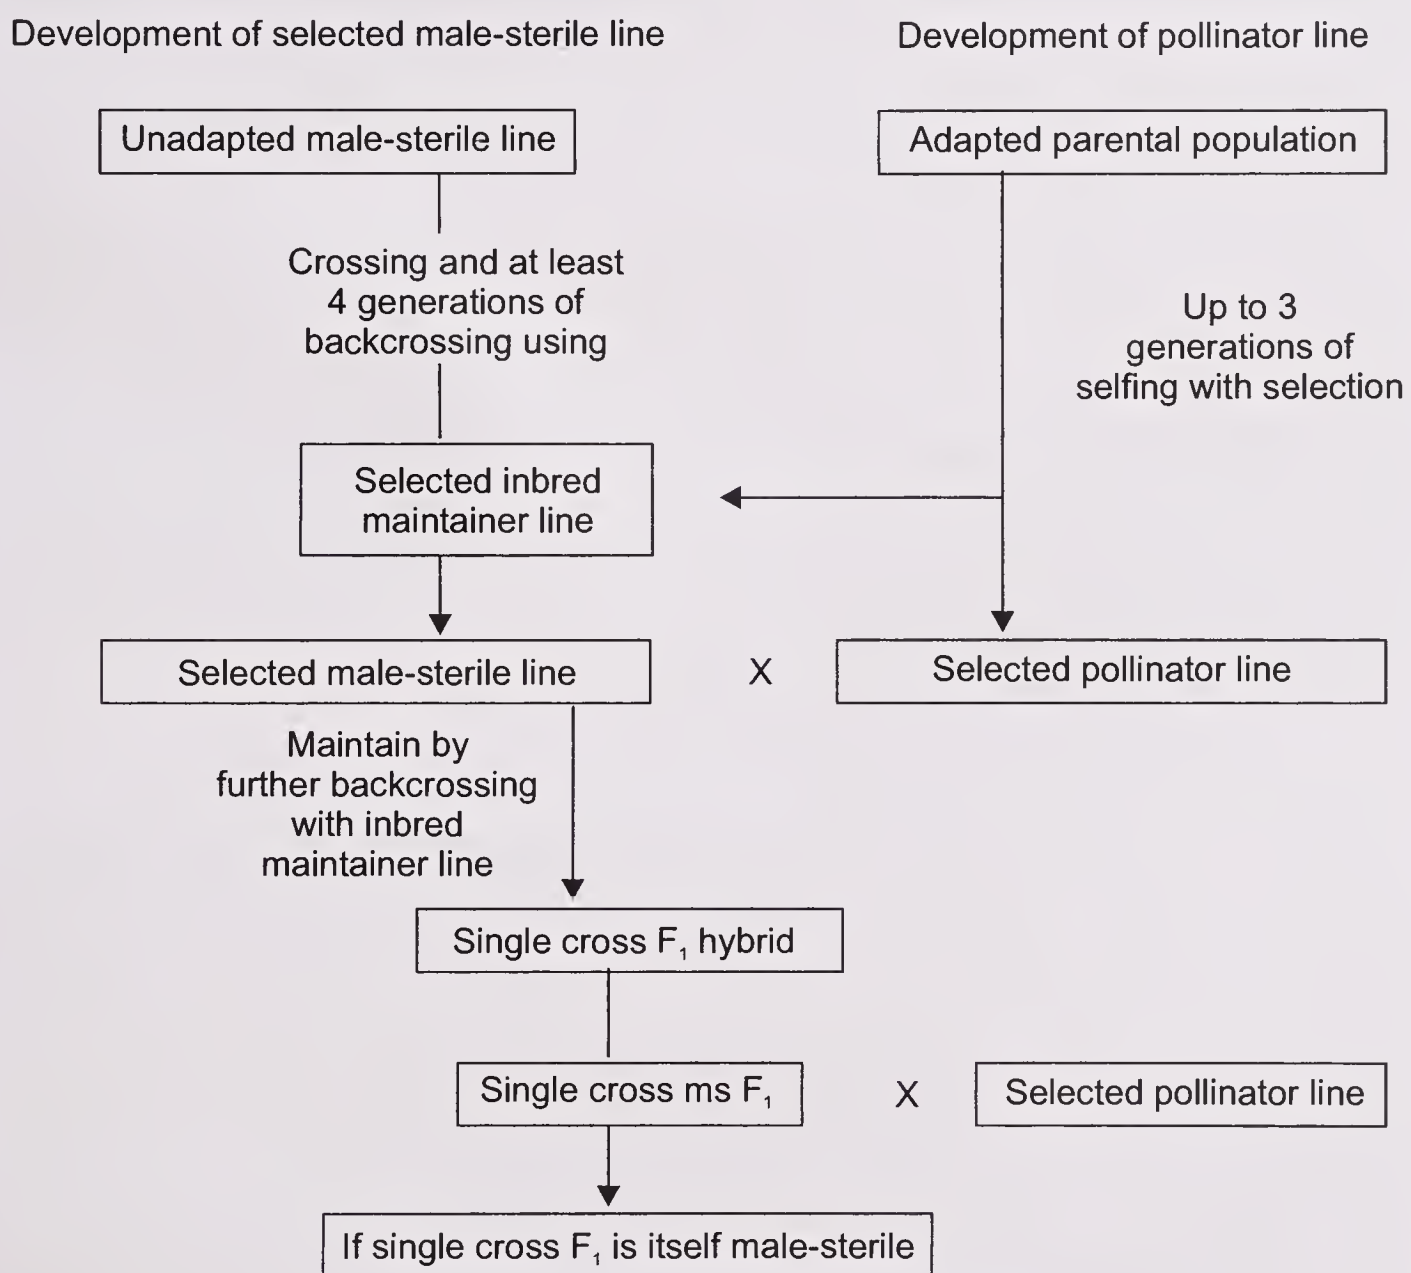 Development of selected male-sterile line
Development of pollinator line
Unadapted male-sterile line
Adapted parental population
Crossing and at least
4 generations of
backcrossing using
Up to 3
generations of
selfing with selection
Selected inbred
maintainer line
Selected male-sterile line
X
Selected pollinator line
Maintain by
further backcrossing
with inbred
maintainer line
Single cross F₁ hybrid
Single cross ms F₁
X
Selected pollinator line
If single cross F₁ is itself male-sterile